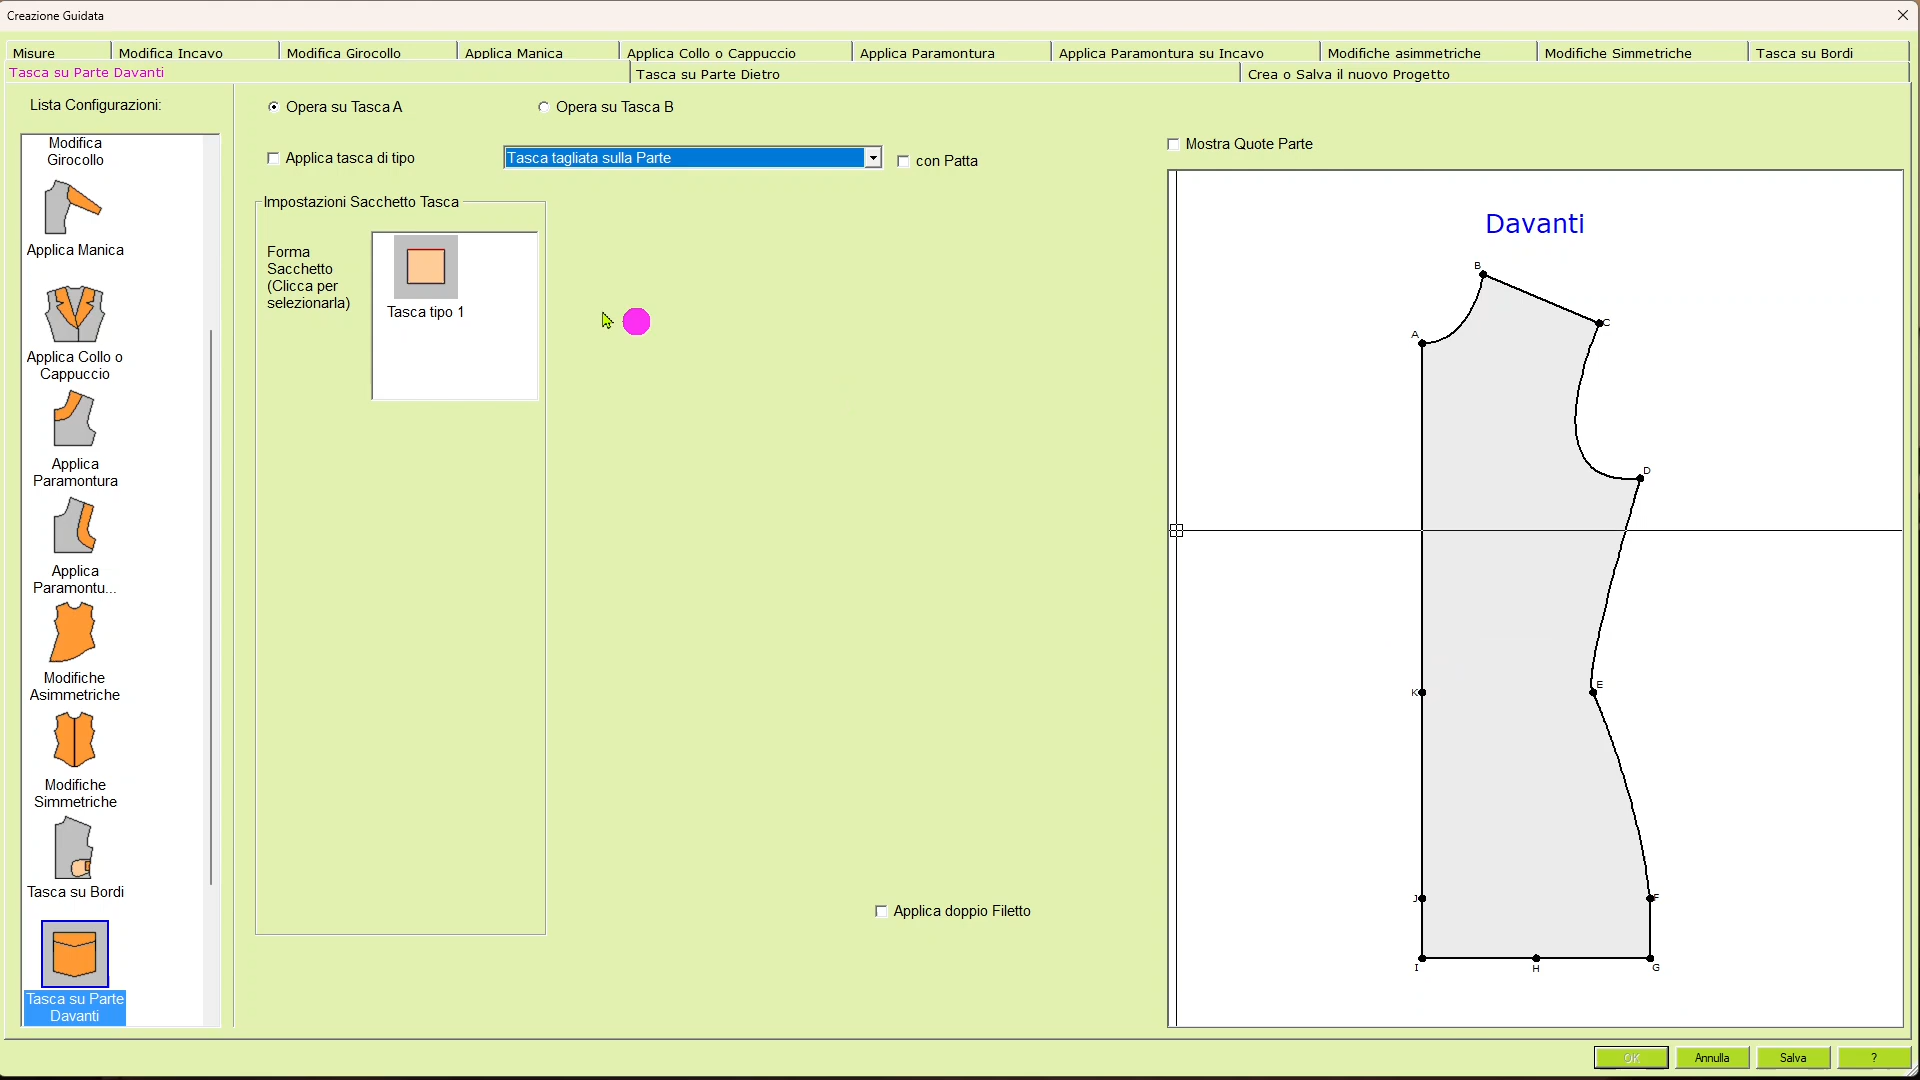 Creazione Guidata
Misure
Modifica Incavo
Modifica Girocollo
Applica Manica
Applica Collo o Cappuccio
Applica Paramontura
Applica Paramontura su Incavo
Modifiche asimmetriche
Modifiche Simmetriche
Tasca su Bordi
Tasca su Parte Davanti
Tasca su Parte Dietro
Crea o Salva il nuovo Progetto
Lista Configurazioni:
Modifica
Girocollo
Applica Manica
Applica Collo o
Cappuccio
Applica
Paramontura
Applica
Paramontu...
Modifiche
Asimmetriche
Modifiche
Simmetriche
Tasca su Bordi
Tasca su Parte
Davanti
Opera su Tasca A
Opera su Tasca B
Applica tasca di tipo
Tasca tagliata sulla Parte
con Patta
Impostazioni Sacchetto Tasca
Forma
Sacchetto
(Clicca per
selezionarla)
Tasca tipo 1
Applica doppio Filetto
Mostra Quote Parte
Davanti
B
C
A
D
E
K
J
F
I
H
G
OK
Annulla
Salva
?